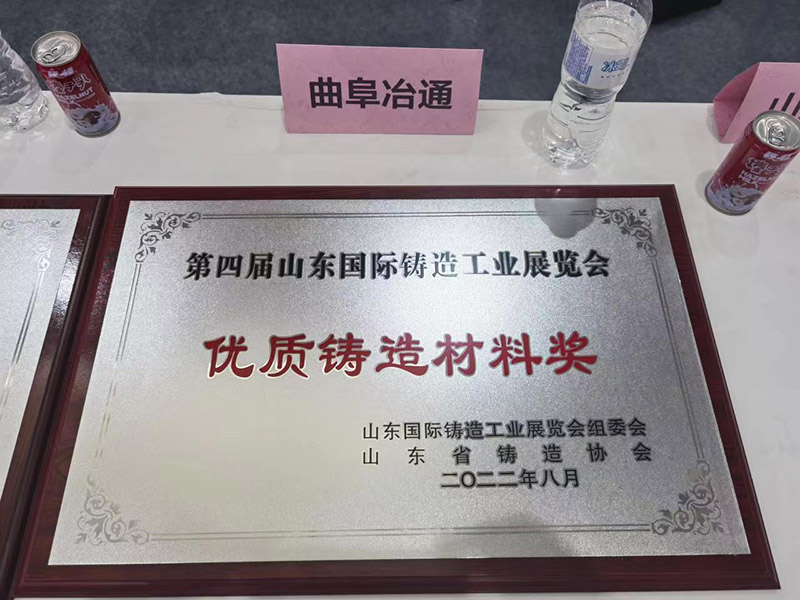 曲阜冶通
山
第四届山东国际铸造工业展览会
优质铸造材料奖
山东国际铸造工业展览会组委会
山东省铸造协会
二〇二二年八月